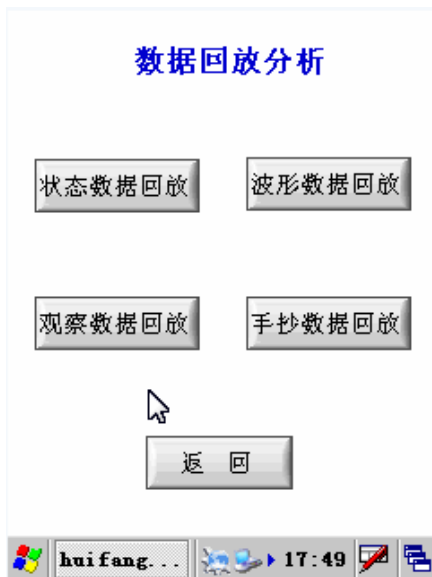 数据回放分析
状态数据回放
波形数据回放
观察数据回放
手抄数据回放
返 回
huifang...
17:49